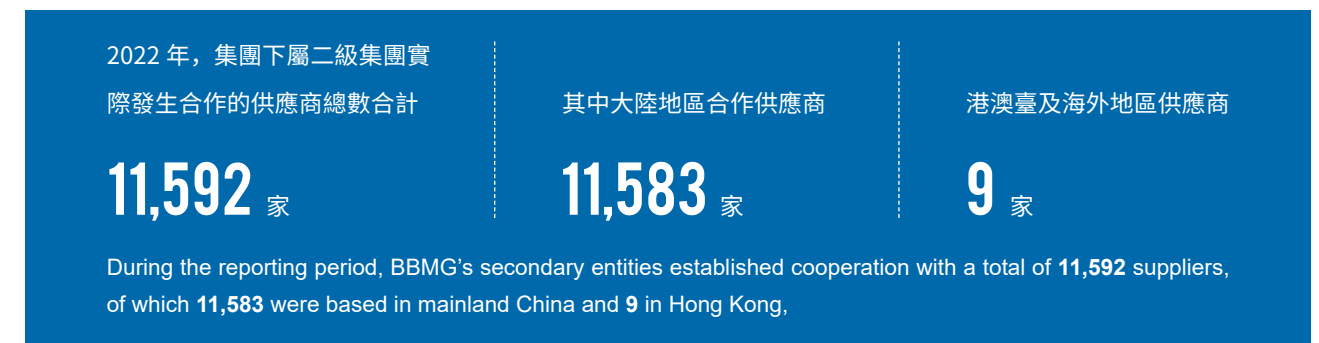 2022 年，集團下屬二級集團實
際發生合作的供應商總數合計
11,592 家
其中大陸地區合作供應商
11,583 家
港澳臺及海外地區供應商
9 家
During the reporting period, BBMG’s secondary entities established cooperation with a total of 11,592 suppliers,
of which 11,583 were based in mainland China and 9 in Hong Kong,